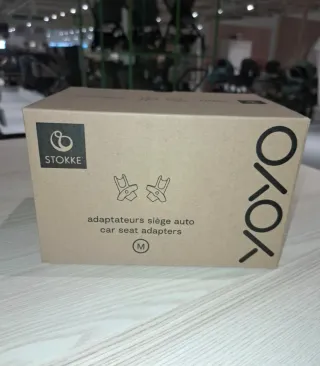 STOKKE
adaptateurs siège auto
car seat adapters
M
YOYO